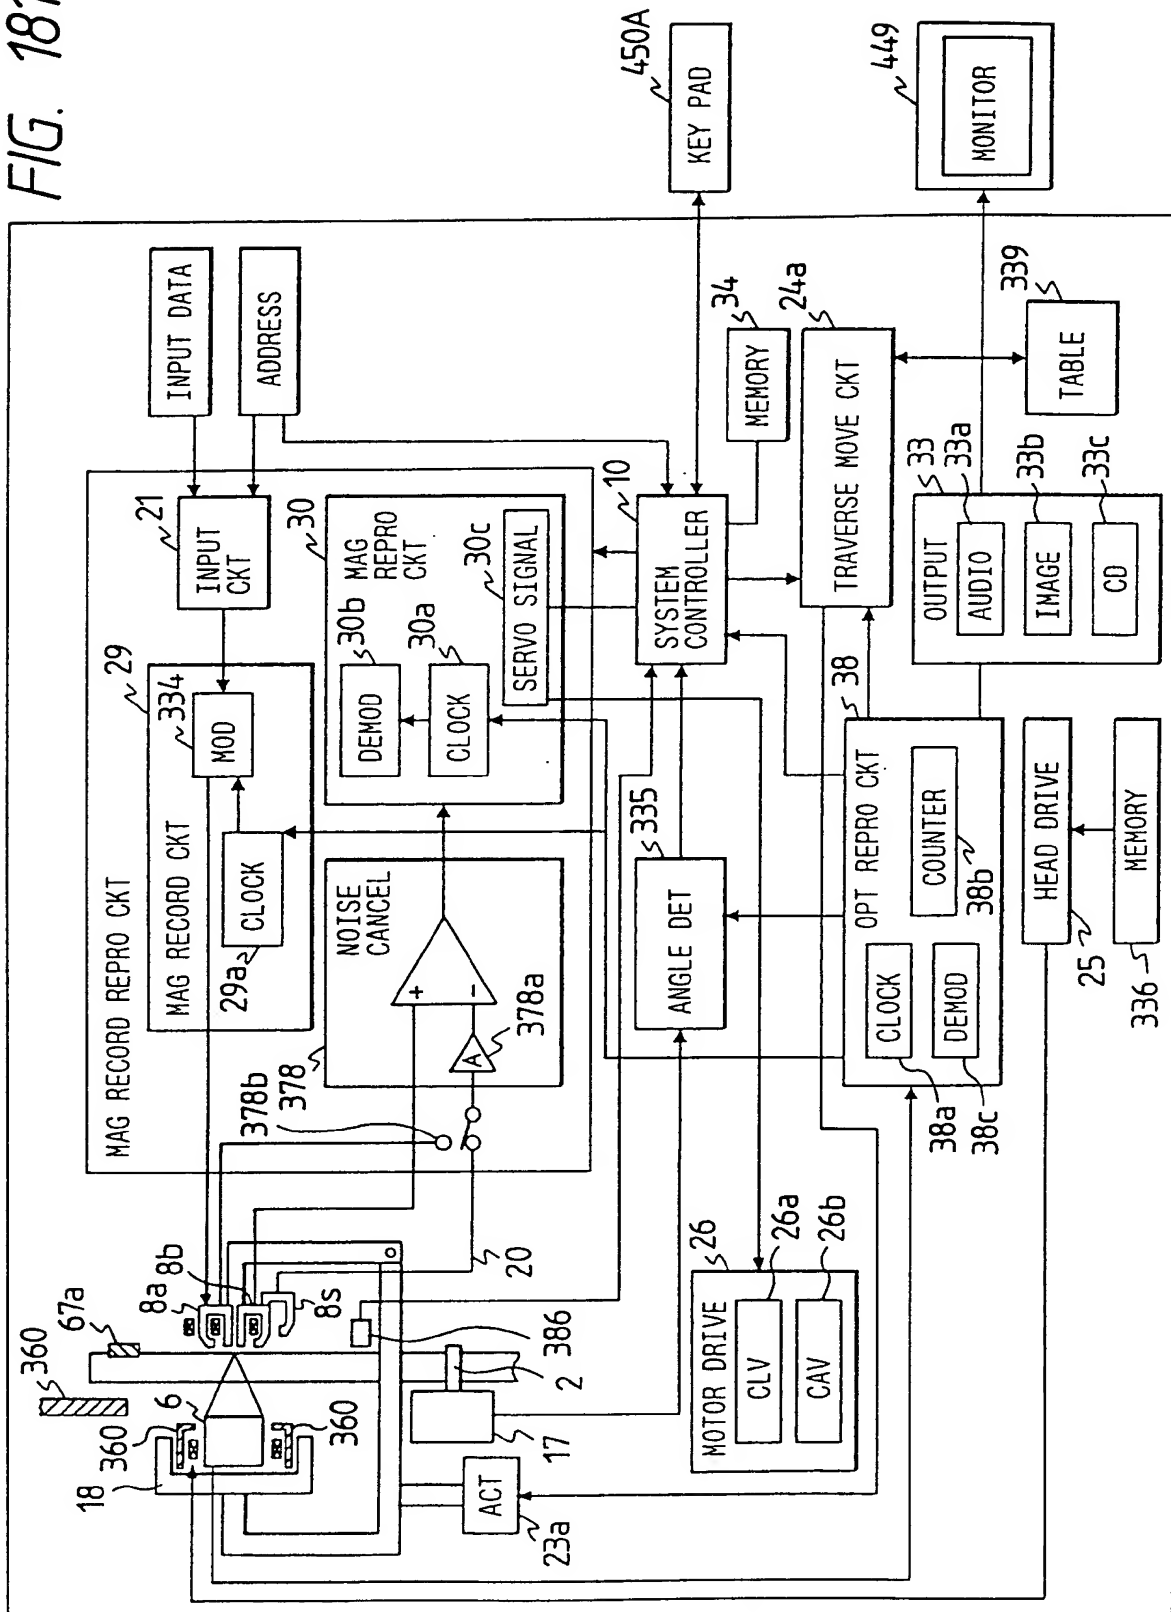 FIG. 181
MAG RECORD REPRO CKT
MAG RECORD CKT
29
334
MOD
CLOCK
29a
21
INPUT
CKT
INPUT DATA
ADDRESS
450A
KEY PAD
449
MONITOR
NOISE
CANCEL
+
-
A
378a
378
378b
30
MAG
REPRO
CKT
30b
DEMOD
30a
CLOCK
30c
SERVO SIGNAL
10
SYSTEM
CONTROLLER
34
MEMORY
24a
TRAVERSE MOVE CKT
339
TABLE
335
ANGLE DET
38
OPT REPRO CKT
CLOCK
38a
COUNTER
38b
DEMOD
38c
33
OUTPUT
33a
AUDIO
33b
IMAGE
33c
CD
HEAD DRIVE
25
MEMORY
336
MOTOR DRIVE
26
CLV
26a
CAV
26b
360
67a
8a
8b
8s
20
386
2
17
6
360
360
18
ACT
23a